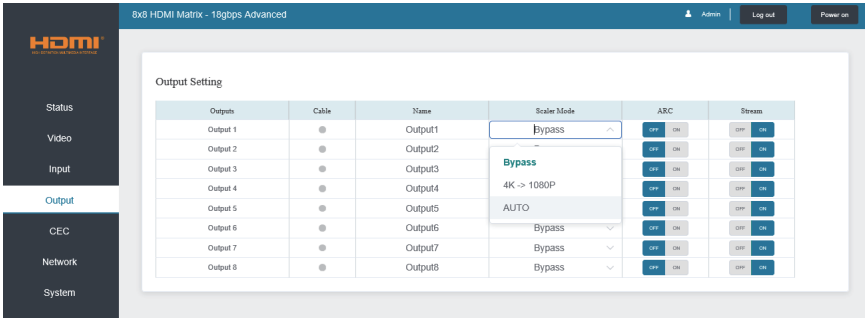 8x8 HDMI Matrix - 18gbps Advanced
Admin
Log out
Power on
HDMI
Status
Video
Input
Output
CEC
Network
System
Output Setting
Outputs Cable Name Scaler Mode ARC Stream
Output 1 Output1 Bypass OFF ON OFF ON
Output 2 Output2 OFF ON OFF ON
Output 3 Output3 OFF ON OFF ON
Output 4 Output4 OFF ON OFF ON
Output 5 Output5 OFF ON OFF ON
Output 6 Output6 Bypass OFF ON OFF ON
Output 7 Output7 Bypass OFF ON OFF ON
Output 8 Output8 Bypass OFF ON OFF ON
Bypass
4K -> 1080P
AUTO